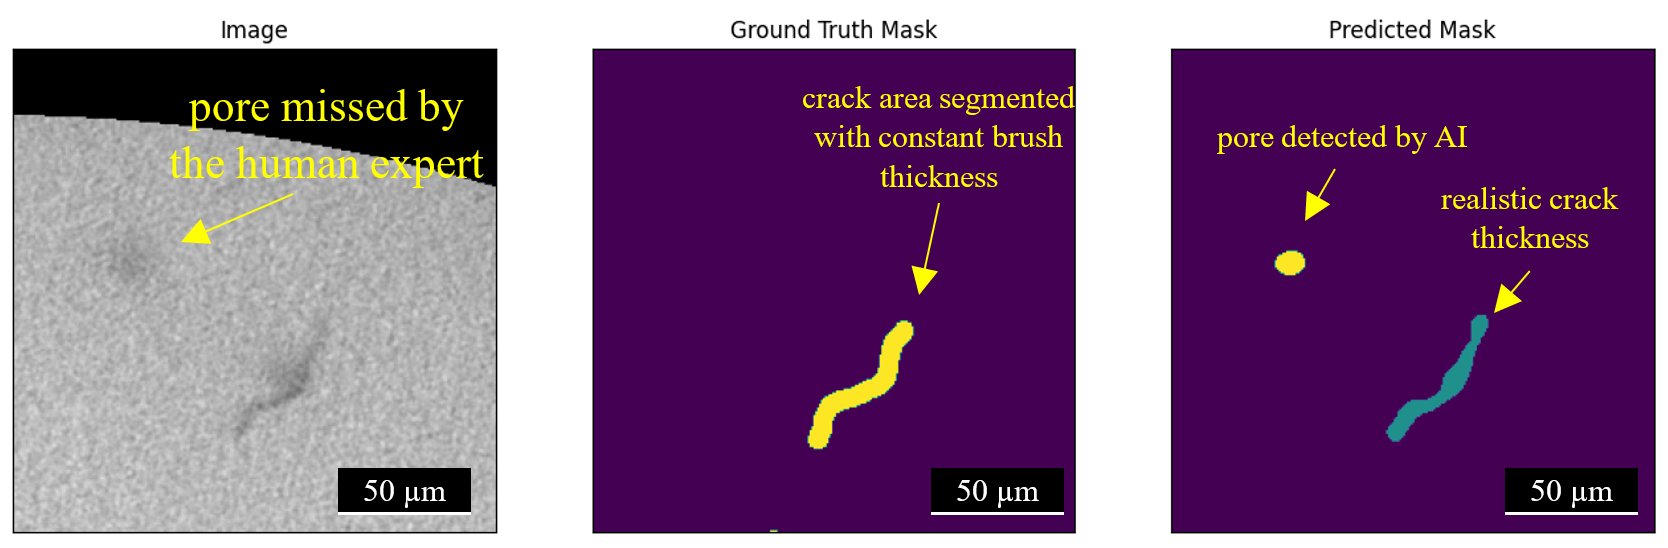 Image
pore missed by
the human expert
50 µm
Ground Truth Mask
crack area segmented
with constant brush
thickness
50 µm
Predicted Mask
pore detected by AI
realistic crack
thickness
50 µm